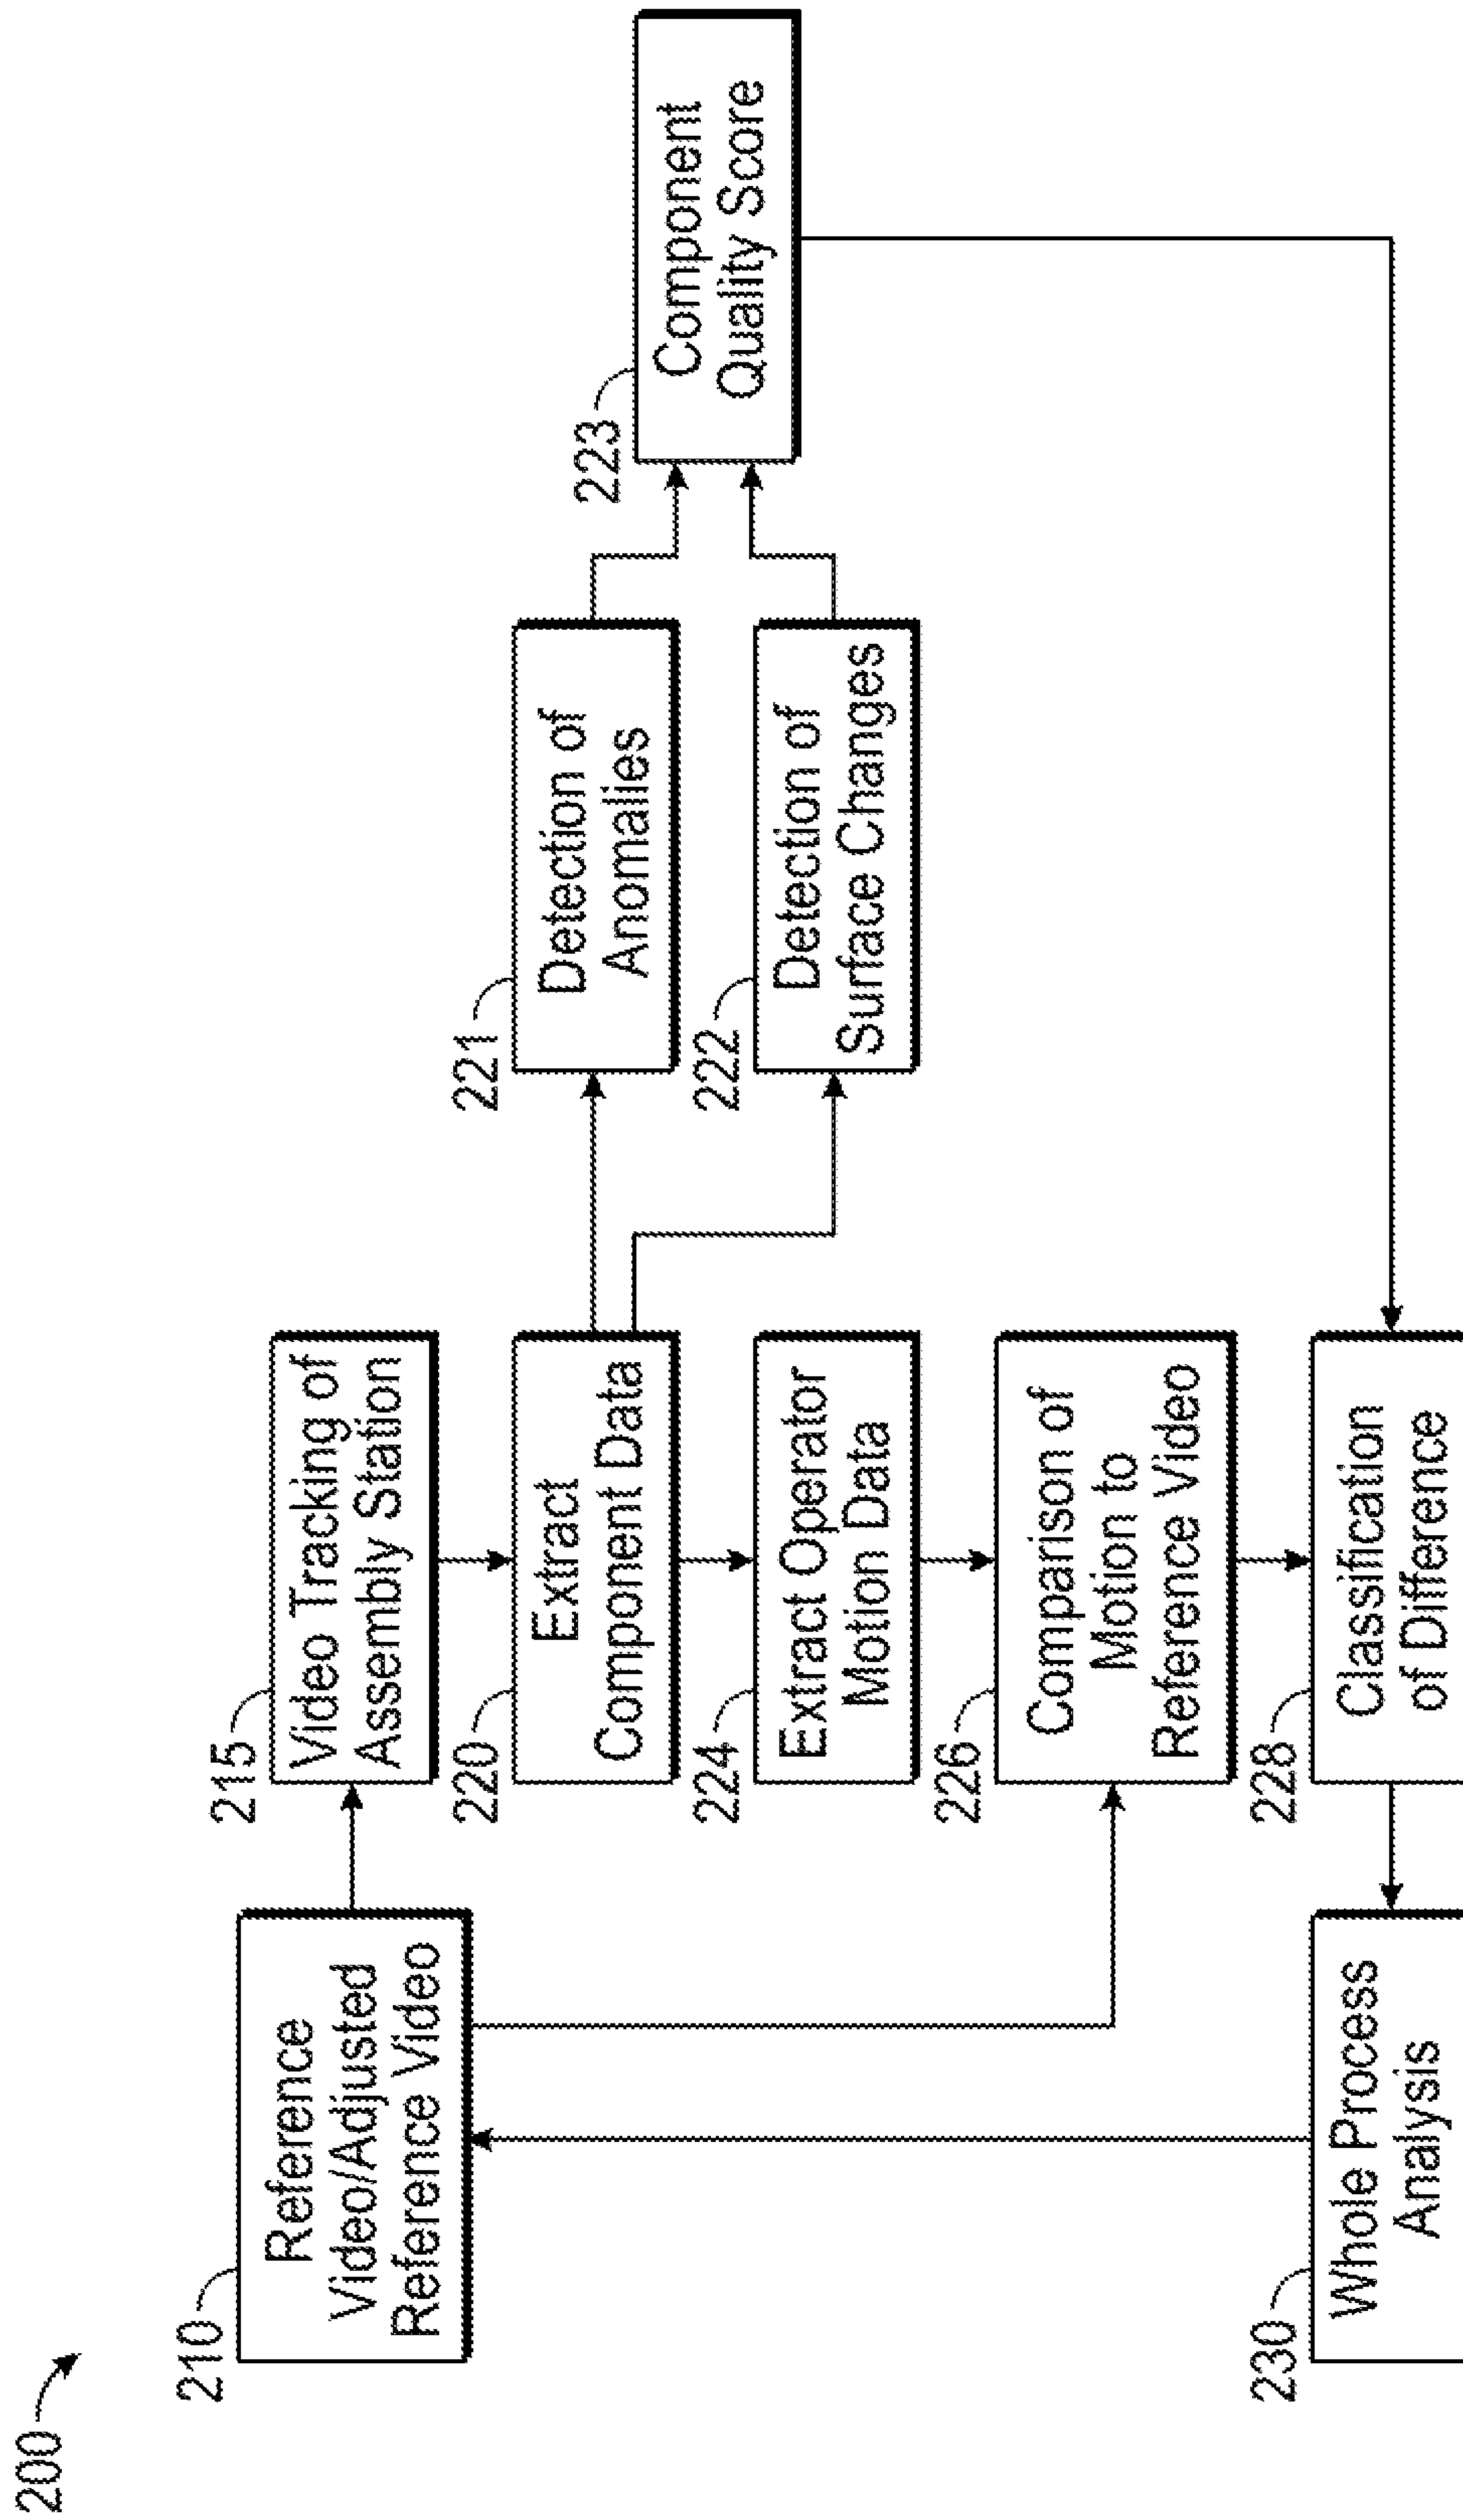 200
210
Reference
Video/Adjusted
Reference Video
215
Video Tracking of
Assembly Station
220
Extract
Component Data
221
Detection of
Anomalies
222
Detection of
Surface Changes
223
Component
Quality Score
224
Extract Operator
Motion Data
226
Comparison of
Motion to
Reference Video
228
Classification
of Difference
230
Whole Process
Analysis